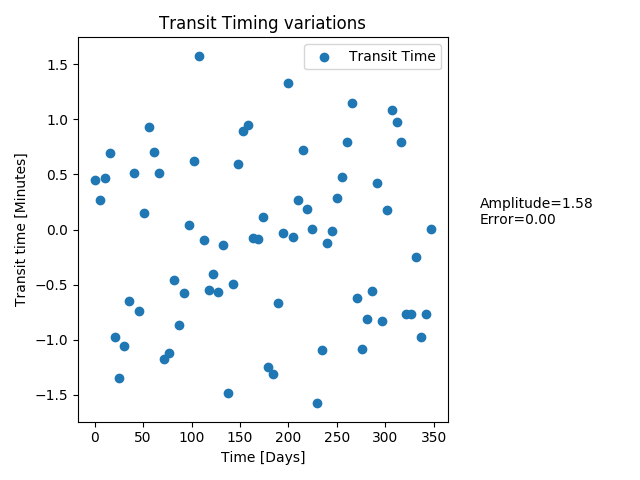 Transit Timing variations
Transit Time
1.5
1.0
0.5
0.0
−0.5
−1.0
−1.5
Transit time [Minutes]
Amplitude=1.58
Error=0.00
0
50
100
150
200
250
300
350
Time [Days]